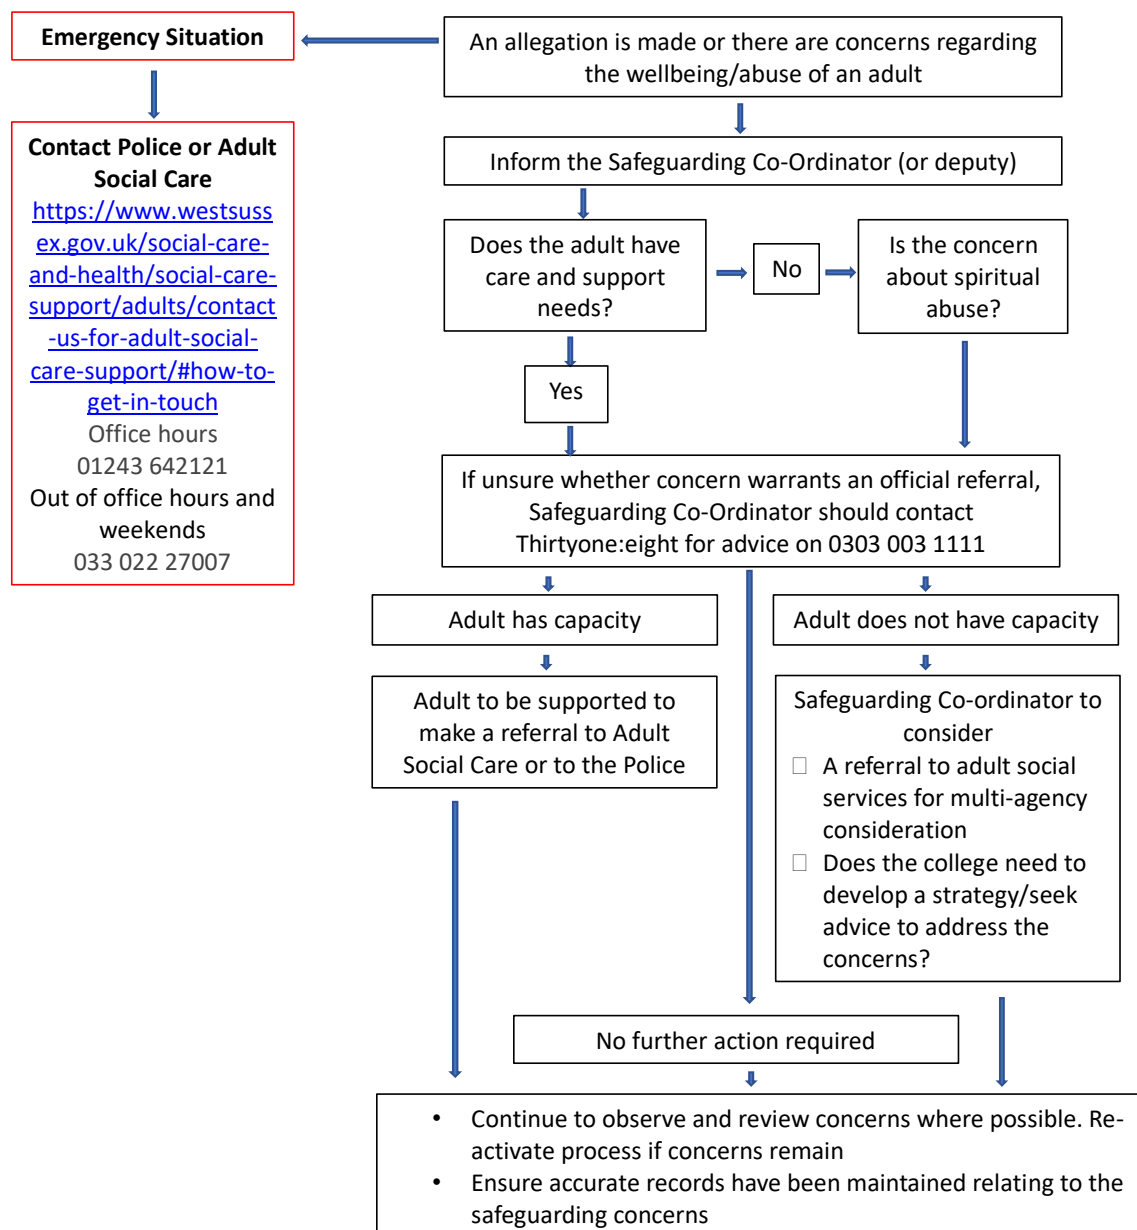 Emergency Situation
An allegation is made or there are concerns regarding
the wellbeing/abuse of an adult
Contact Police or Adult
Social Care
https://www.westsuss
ex.gov.uk/social-care-
and-health/social-care-
support/adults/contact
-us-for-adult-social-
care-support/#how-to-
get-in-touch
Office hours
01243 642121
Out of office hours and
weekends
033 022 27007
Inform the Safeguarding Co-Ordinator (or deputy)
Does the adult have
care and support
needs?
No
Is the concern
about spiritual
abuse?
Yes
If unsure whether concern warrants an official referral,
Safeguarding Co-Ordinator should contact
Thirtyone:eight for advice on 0303 003 1111
Adult has capacity
Adult does not have capacity
Adult to be supported to
make a referral to Adult
Social Care or to the Police
Safeguarding Co-ordinator to
consider
□ A referral to adult social
services for multi-agency
consideration
□ Does the college need to
develop a strategy/seek
advice to address the
concerns?
No further action required
• Continue to observe and review concerns where possible. Re-
activate process if concerns remain
• Ensure accurate records have been maintained relating to the
safeguarding concerns